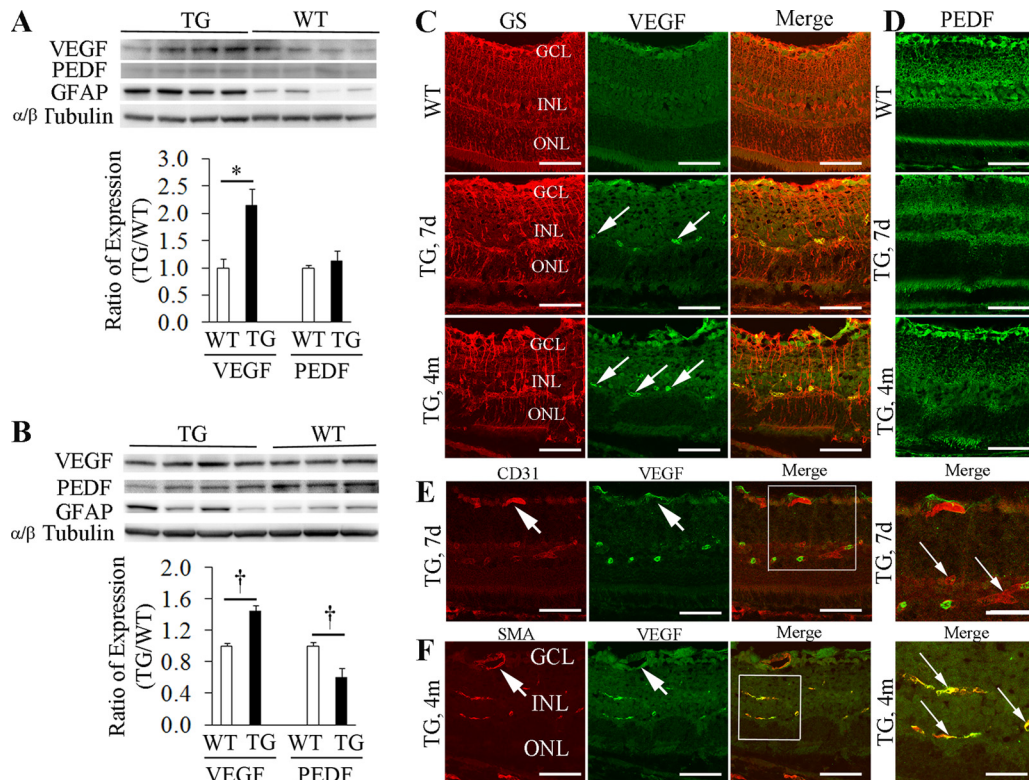 A
TG WT
VEGF
PEDF
GFAP
α/β Tubulin
Ratio of Expression
(TG/WT)
3.0
2.5
2.0
1.5
1.0
0.5
0.0
*
WT TG WT TG
VEGF PEDF
B
TG WT
VEGF
PEDF
GFAP
α/β Tubulin
Ratio of Expression
(TG/WT)
2.0
1.6
1.2
0.8
0.4
0.0
† †
WT TG WT TG
VEGF PEDF
C
GS VEGF Merge
WT
GCL
INL
ONL
TG, 7d
GCL
INL
ONL
TG, 4m
GCL
INL
ONL
D
PEDF
WT
TG, 7d
TG, 4m
E
CD31 VEGF Merge Merge
TG, 7d TG, 7d
F
SMA VEGF Merge Merge
TG, 4m TG, 4m
GCL
INL
ONL